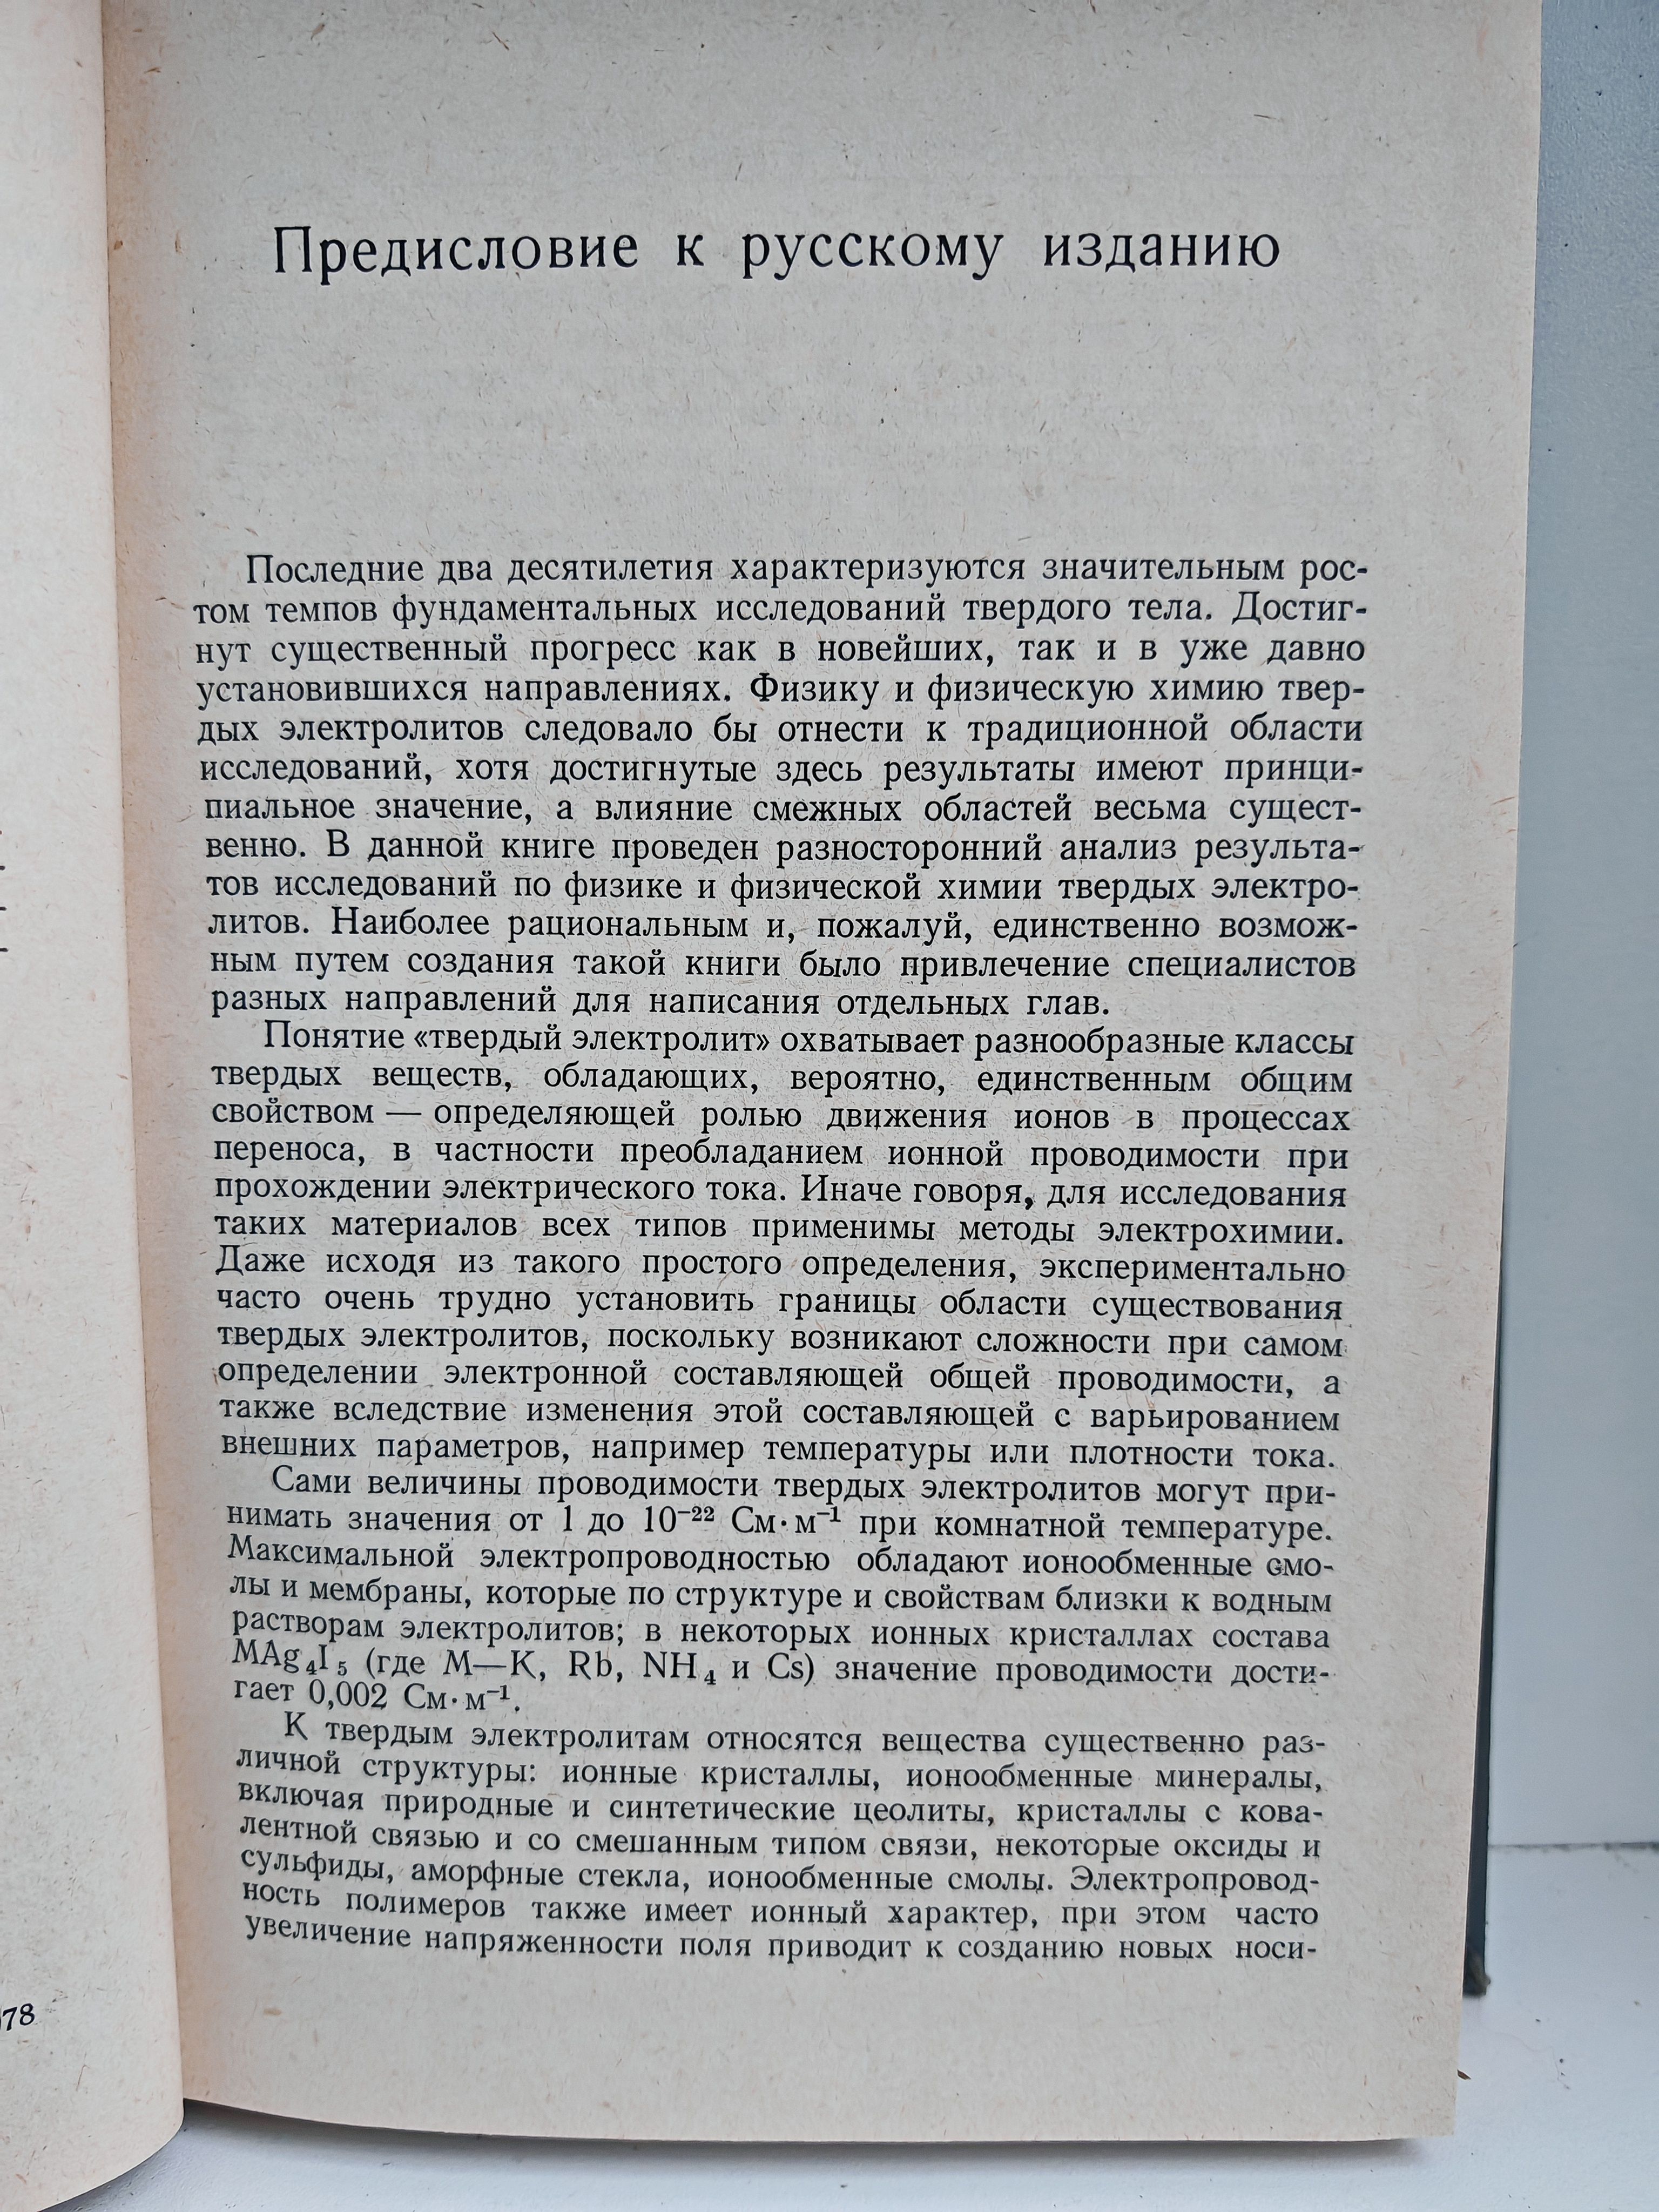 Предисловие к русскому изданию
Последние два десятилетия характеризуются значительным рос-
том темпов фундаментальных исследований твердого тела. Достиг-
нут существенный прогресс как в новейших, так и в уже давно
установившихся направлениях. Физику и физическую химию твер-
дых электролитов следовало бы отнести к традиционной области
исследований, хотя достигнутые здесь результаты имеют принци-
пиальное значение, а влияние смежных областей весьма сущест-
венно. В данной книге проведен разносторонний анализ результа-
тов исследований по физике и физической химии твердых электро-
литов. Наиболее рациональным и, пожалуй, единственно возмож-
ным путем создания такой книги было привлечение специалистов
разных направлений для написания отдельных глав.
Понятие «твердый электролит» охватывает разнообразные классы
твердых веществ, обладающих, вероятно, единственным общим
свойством — определяющей ролью движения ионов в процессах
переноса, в частности преобладанием ионной проводимости при
прохождении электрического тока. Иначе говоря, для исследования
таких материалов всех типов применимы методы электрохимии.
Даже исходя из такого простого определения, экспериментально
часто очень трудно установить границы области существования
твердых электролитов, поскольку возникают сложности при самом
определении электронной составляющей общей проводимости, а
также вследствие изменения этой составляющей с варьированием
внешних параметров, например температуры или плотности тока.
Сами величины проводимости твердых электролитов могут при-
нимать значения от 1 до 10⁻²² См·м⁻¹ при комнатной температуре.
Максимальной электропроводностью обладают ионообменные смо-
лы и мембраны, которые по структуре и свойствам близки к водным
растворам электролитов; в некоторых ионных кристаллах состава
MAg₄I₅ (где M—K, Rb, NH₄ и Cs) значение проводимости дости-
гает 0,002 См·м⁻¹.
К твердым электролитам относятся вещества существенно раз-
личной структуры: ионные кристаллы, ионообменные минералы,
включая природные и синтетические цеолиты, кристаллы с кова-
лентной связью и со смешанным типом связи, некоторые оксиды и
сульфиды, аморфные стекла, ионообменные смолы. Электропровод-
ность полимеров также имеет ионный характер, при этом часто
увеличение напряженности поля приводит к созданию новых носи-
78